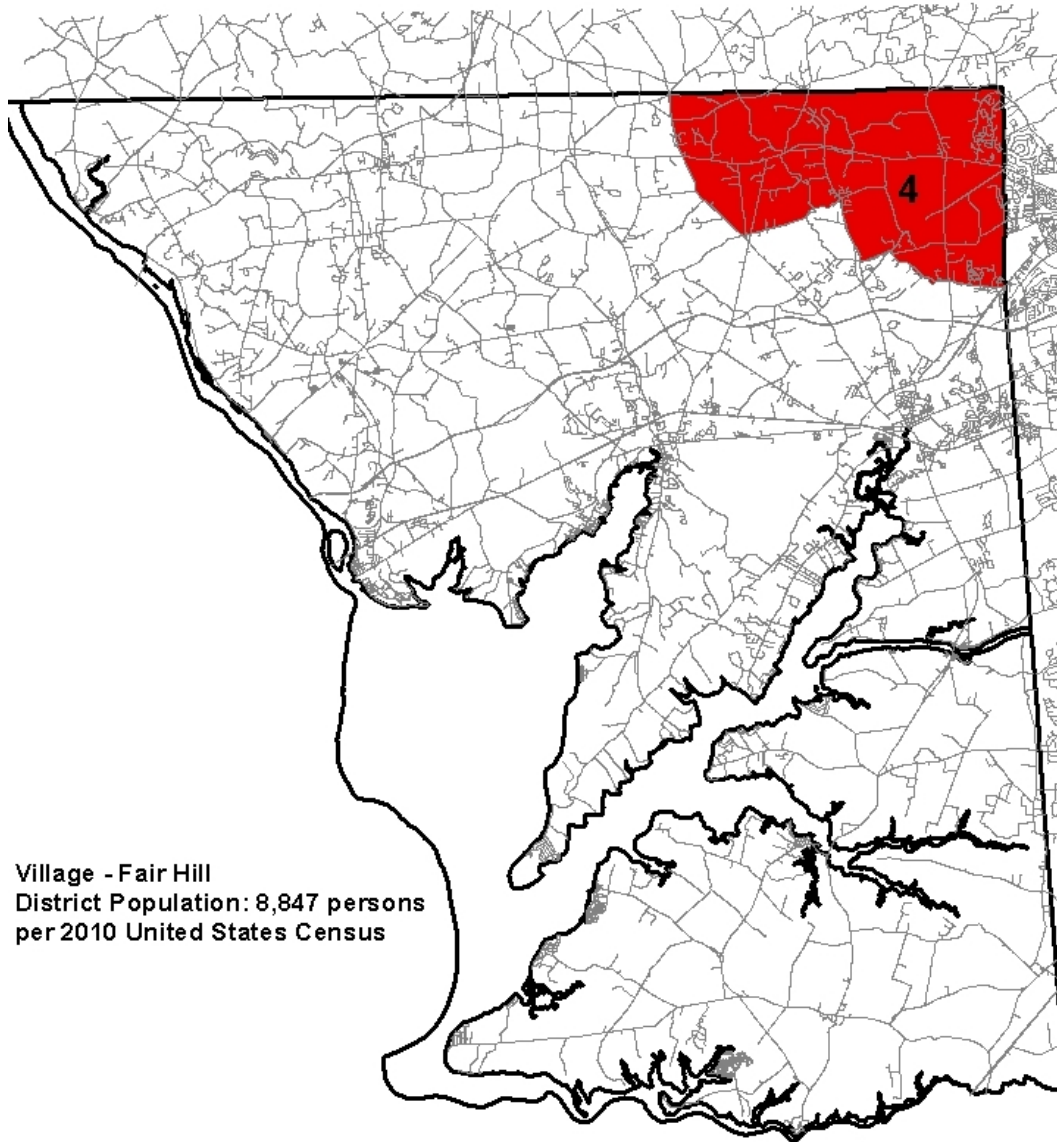 4
Village - Fair Hill
District Population: 8,847 persons
per 2010 United States Census